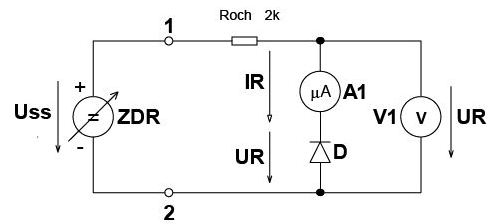 1
Roch 2k
+
Uss
=
ZDR
-
IR
μA
A1
V1
V
UR
UR
D
2